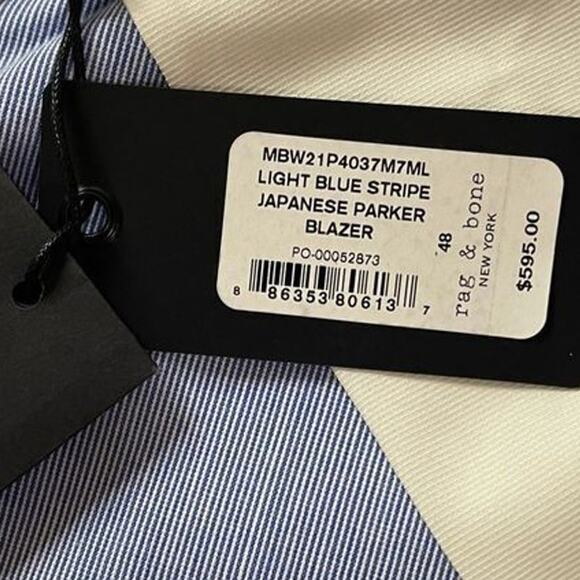 MBW21P4037M7ML
LIGHT BLUE STRIPE
JAPANESE PARKER
BLAZER
PO-00052873
8 86353 80613 7
48
rag & bone
NEW YORK
$595.00